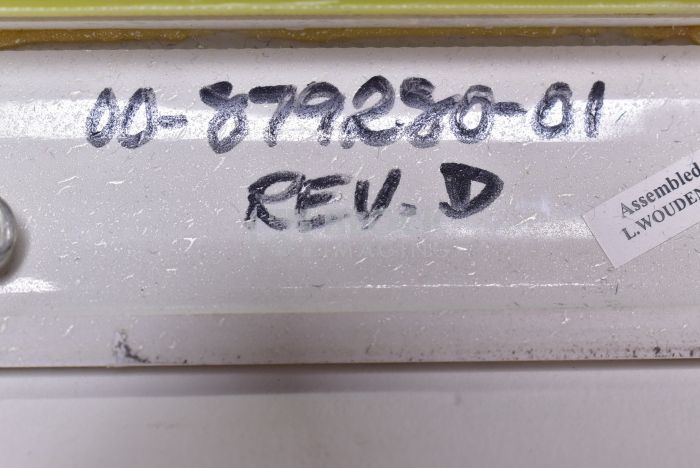 00-879280-01
REV. D
Assembled
L.WOUDEN